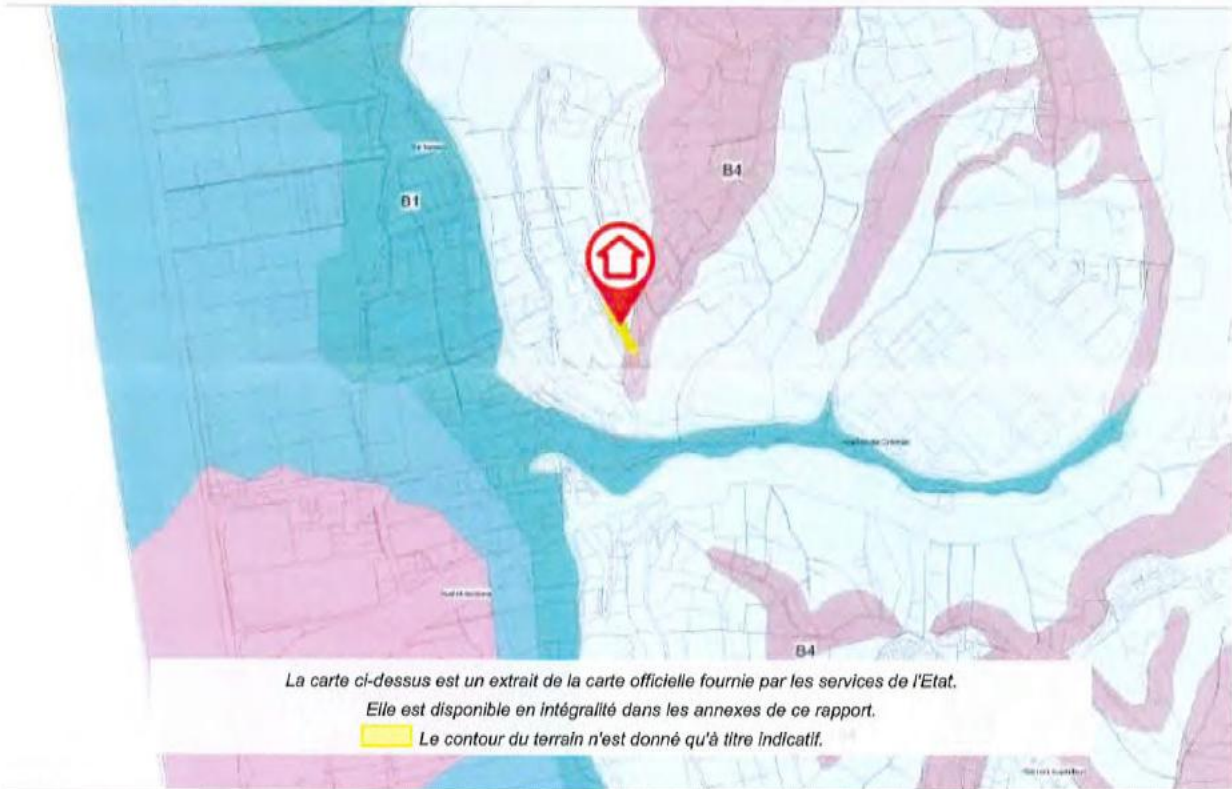 B4
B1
B4
La carte ci-dessus est un extrait de la carte officielle fournie par les services de l'Etat.
Elle est disponible en intégralité dans les annexes de ce rapport.
Le contour du terrain n'est donné qu'à titre indicatif.